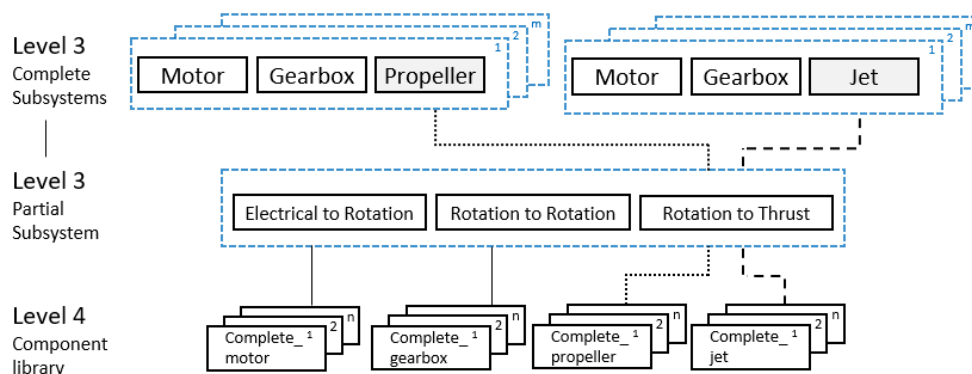 Level 3
Complete
Subsystems
m
2
1
Motor
Gearbox
Propeller
m
2
1
Motor
Gearbox
Jet
Level 3
Partial
Subsystem
Electrical to Rotation
Rotation to Rotation
Rotation to Thrust
Level 4
Component
library
n
2
Complete_ 1
motor
n
2
Complete_ 1
gearbox
n
2
Complete_ 1
propeller
n
2
Complete_ 1
jet